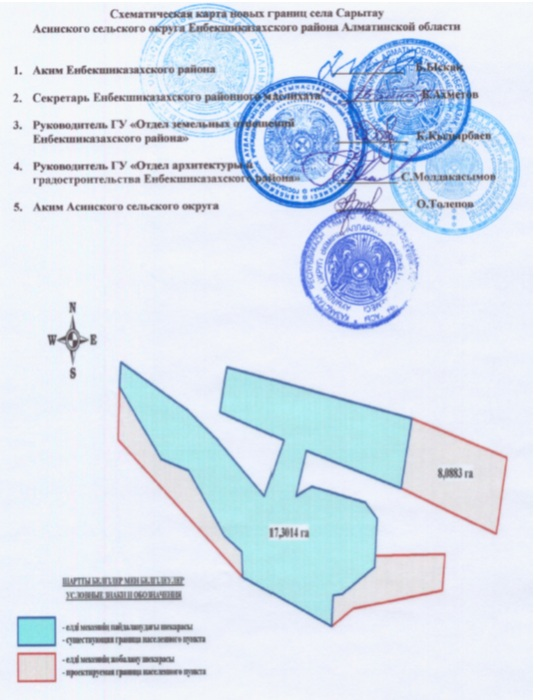 Схематическая карта новых границ села Сарытау
Асинского сельского округа Енбекшиказахского района Алматинской области
1. Аким Енбекшиказахского района Б.Ыскак
2. Секретарь Енбекшиказахского районного маслихата В.Ахметов
3. Руководитель ГУ «Отдел земельных отношений
Енбекшиказахского района» Б.Кыдырбаев
4. Руководитель ГУ «Отдел архитектуры и
градостроительства Енбекшиказахского района» С.Молдакасымов
5. Аким Асинского сельского округа О.Толепов
N
W E
S
8,0883 га
17,3014 га
ШАРТТЫ БЕЛГІЛЕР МЕН БЕЛГІЛЕУЛЕР
УСЛОВНЫЕ ЗНАКИ И ОБОЗНАЧЕНИЯ
- елді мекеннің пайдаланудағы шекарасы
- существующая граница населенного пункта
- елді мекеннің жобалау шекарасы
- проектируемая граница населенного пункта